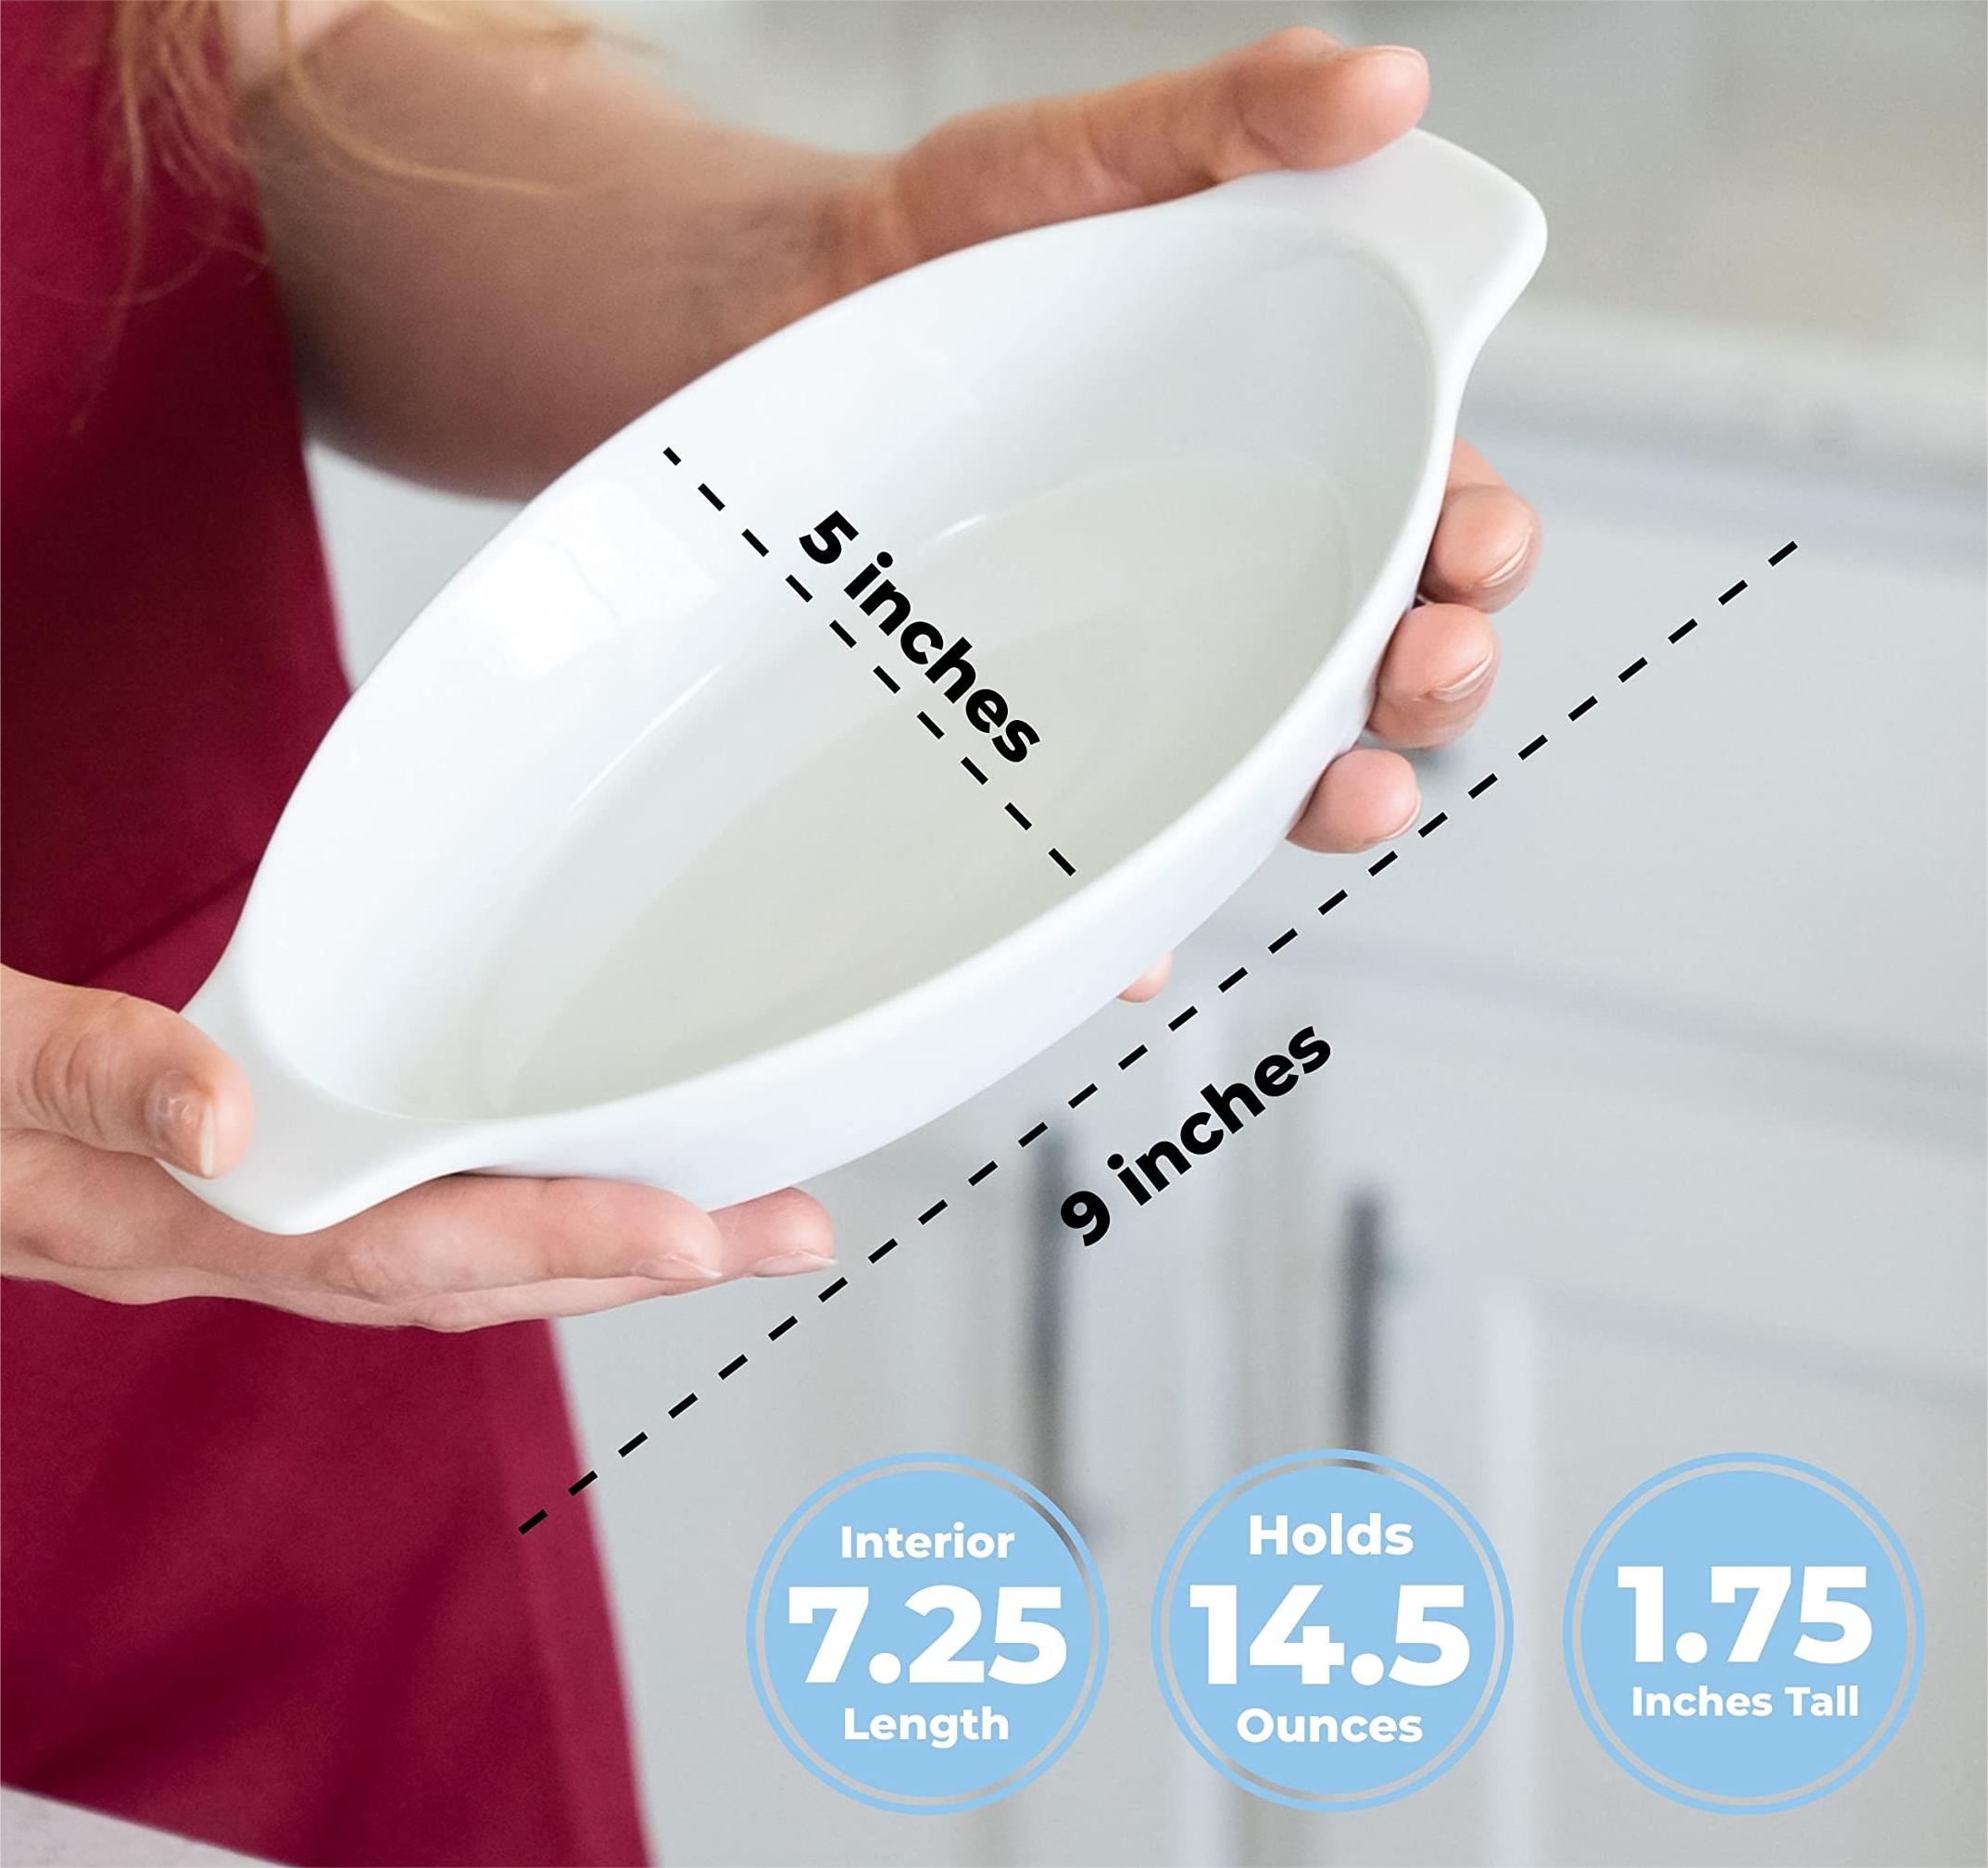 5 inches
9 inches
Interior
7.25
Length
Holds
14.5
Ounces
1.75
Inches Tall